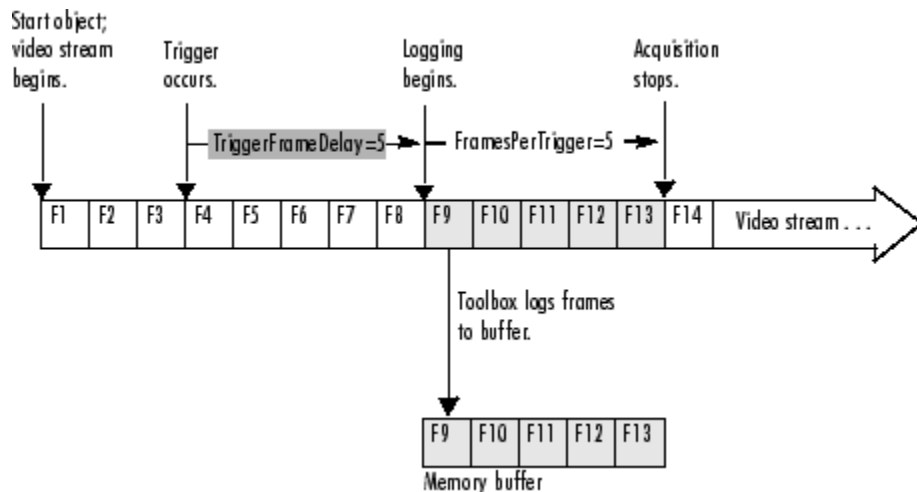 Start object;
video stream
begins.
Trigger
occurs.
Logging
begins.
Acquisition
stops.
TriggerFrameDelay=5
FramesPerTrigger=5
F1 F2 F3 F4 F5 F6 F7 F8 F9 F10 F11 F12 F13 F14 Video stream . . .
Toolbox logs frames
to buffer.
F9 F10 F11 F12 F13
Memory buffer